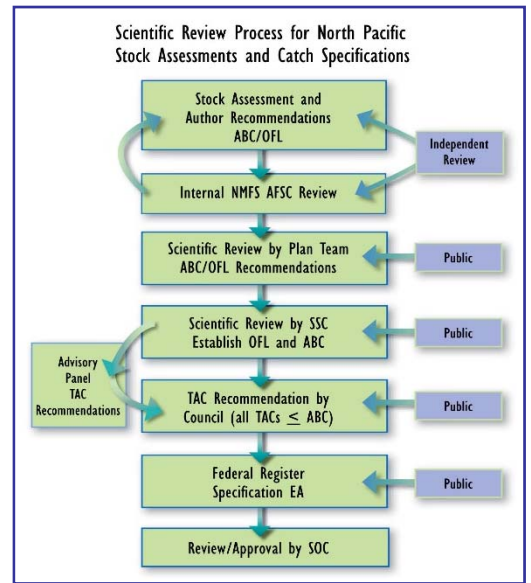 Scientific Review Process for North Pacific
Stock Assessments and Catch Specifications
Stock Assessment and
Author Recommendations
ABC/OFL
Independent
Review
Internal NMFS AFSC Review
Scientific Review by Plan Team
ABC/OFL Recommendations
Public
Scientific Review by SSC
Establish OFL and ABC
Public
Advisory
Panel
TAC
Recommendations
TAC Recommendation by
Council (all TACs ≤ ABC)
Public
Federal Register
Specification EA
Public
Review/Approval by SOC